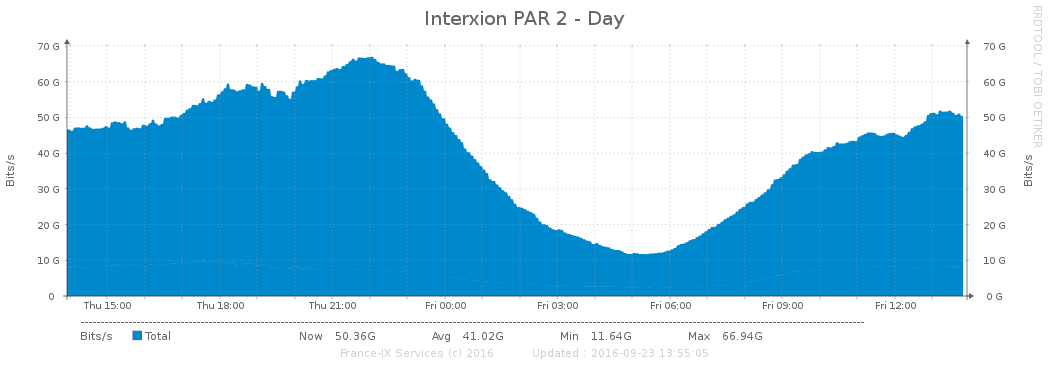 Interxion PAR 2 - Day
RRDTOOL / TOBI OETIKER
Bits/s
70 G 70 G
60 G 60 G
50 G 50 G
40 G 40 G
30 G 30 G
20 G 20 G
10 G 10 G
0 0 G
Bits/s
Thu 15:00 Thu 18:00 Thu 21:00 Fri 00:00 Fri 03:00 Fri 06:00 Fri 09:00 Fri 12:00
Bits/s Total Now 50.36G Avg 41.02G Min 11.64G Max 66.94G
France-IX Services (c) 2016 Updated : 2016-09-23 13:55:05